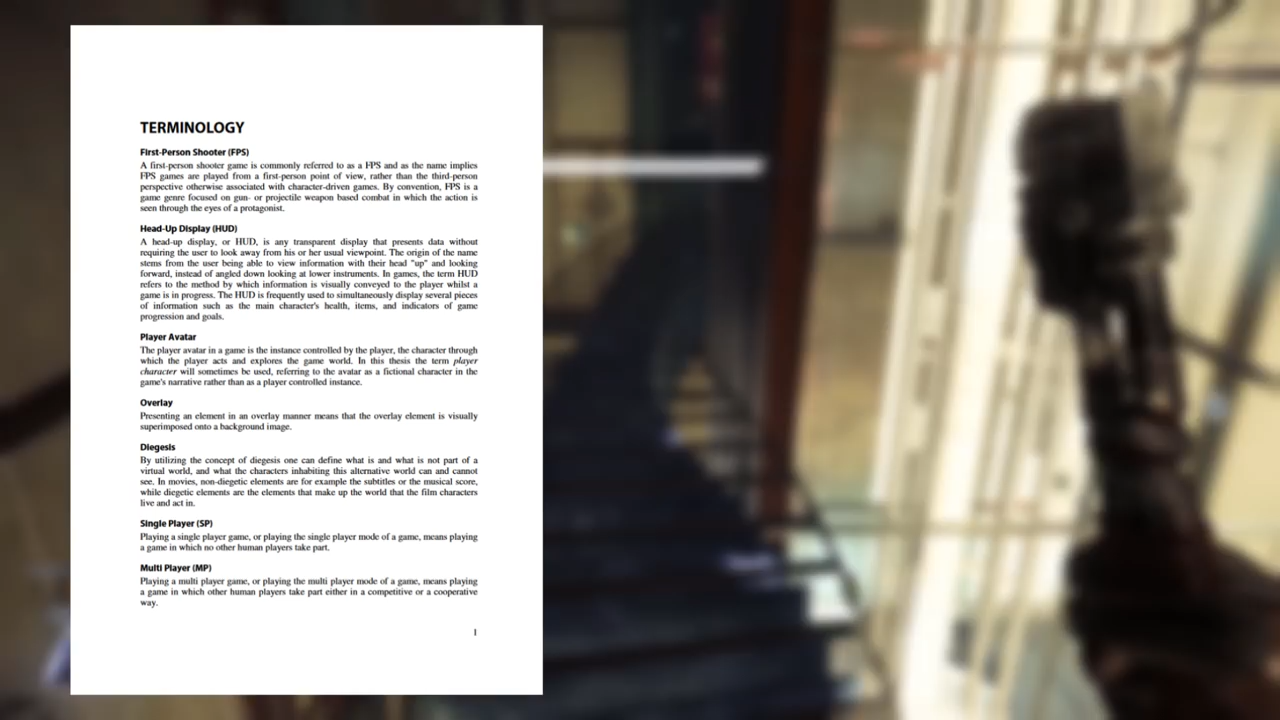 TERMINOLOGY
First-Person Shooter (FPS)
A first-person shooter game is commonly referred to as a FPS and as the name implies
FPS games are played from a first-person point of view, rather than the third-person
perspective otherwise associated with character-driven games. By convention, FPS is a
game genre focused on gun- or projectile weapon based combat in which the action is
seen through the eyes of a protagonist.
Head-Up Display (HUD)
A head-up display, or HUD, is any transparent display that presents data without
requiring the user to look away from his or her usual viewpoint. The origin of the name
stems from the user being able to view information with their head "up" and looking
forward, instead of angled down looking at lower instruments. In games, the term HUD
refers to the method by which information is visually conveyed to the player whilst a
game is in progress. The HUD is frequently used to simultaneously display several pieces
of information such as the main character's health, items, and indicators of game
progression and goals.
Player Avatar
The player avatar in a game is the instance controlled by the player, the character through
which the player acts and explores the game world. In this thesis the term player
character will sometimes be used, referring to the avatar as a fictional character in the
game's narrative rather than as a player controlled instance.
Overlay
Presenting an element in an overlay manner means that the overlay element is visually
superimposed onto a background image.
Diegesis
By utilizing the concept of diegesis one can define what is and what is not part of a
virtual world, and what the characters inhabiting this alternative world can and cannot
see. In movies, non-diegetic elements are for example the subtitles or the musical score,
while diegetic elements are the elements that make up the world that the film characters
live and act in.
Single Player (SP)
Playing a single player game, or playing the single player mode of a game, means playing
a game in which no other human players take part.
Multi Player (MP)
Playing a multi player game, or playing the multi player mode of a game, means playing
a game in which other human players take part either in a competitive or a cooperative
way.
1